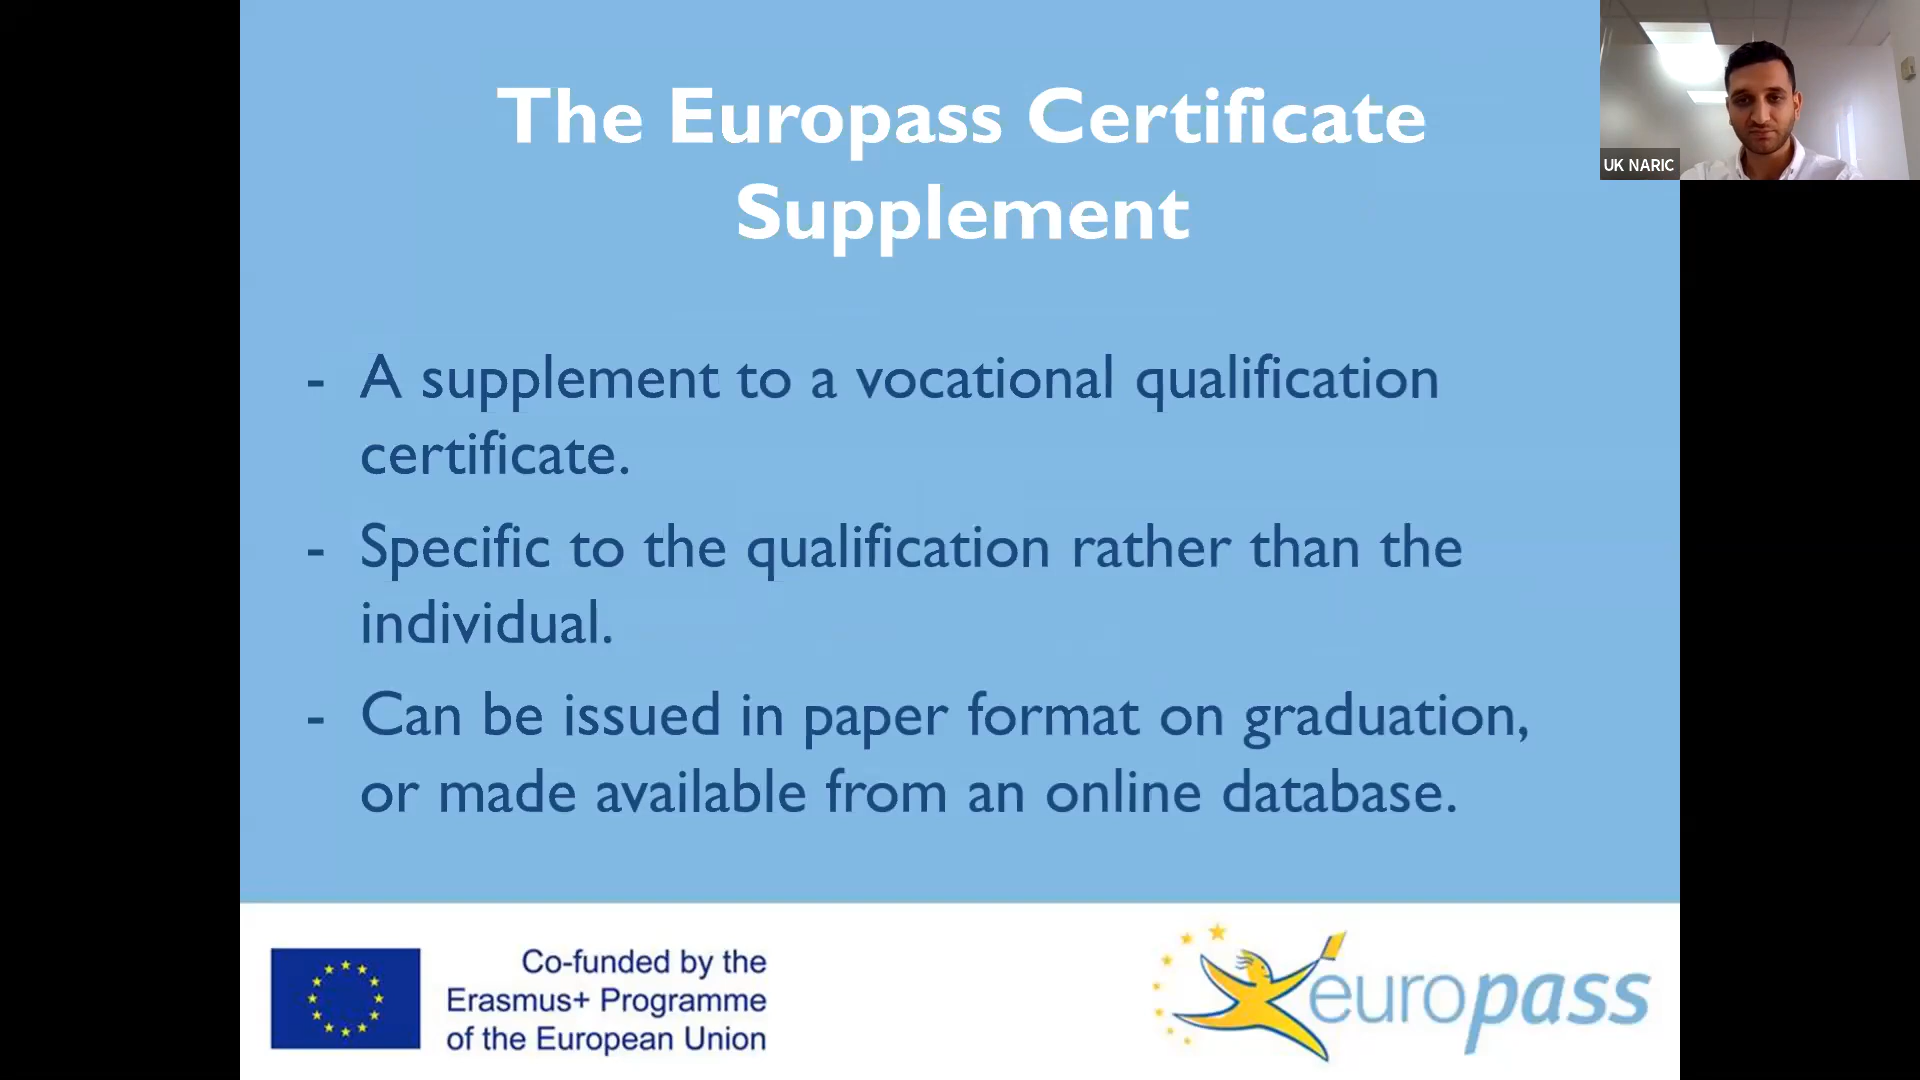 The Europass Certificate
Supplement
UK NARIC
- A supplement to a vocational qualification
certificate.
- Specific to the qualification rather than the
individual.
- Can be issued in paper format on graduation,
or made available from an online database.
Co-funded by the
Erasmus+ Programme
of the European Union
europass